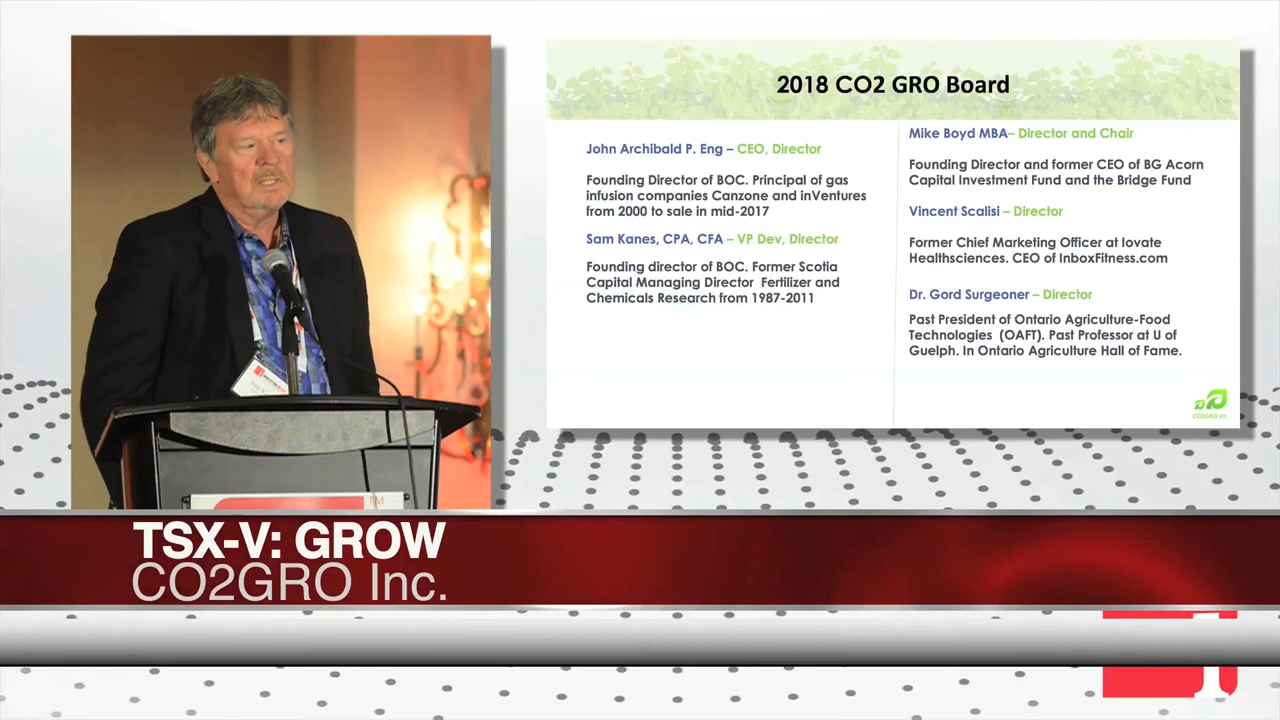 2018 CO2 GRO Board
John Archibald P. Eng – CEO, Director
Founding Director of BOC. Principal of gas
infusion companies Canzone and inVentures
from 2000 to sale in mid-2017
Sam Kanes, CPA, CFA – VP Dev, Director
Founding director of BOC. Former Scotia
Capital Managing Director Fertilizer and
Chemicals Research from 1987-2011
Mike Boyd MBA– Director and Chair
Founding Director and former CEO of BG Acorn
Capital Investment Fund and the Bridge Fund
Vincent Scalisi – Director
Former Chief Marketing Officer at Iovate
Healthsciences. CEO of InboxFitness.com
Dr. Gord Surgeoner – Director
Past President of Ontario Agriculture-Food
Technologies (OAFT). Past Professor at U of
Guelph. In Ontario Agriculture Hall of Fame.
CO2GRO Inc.
TM
TSX-V: GROW
CO2GRO Inc.